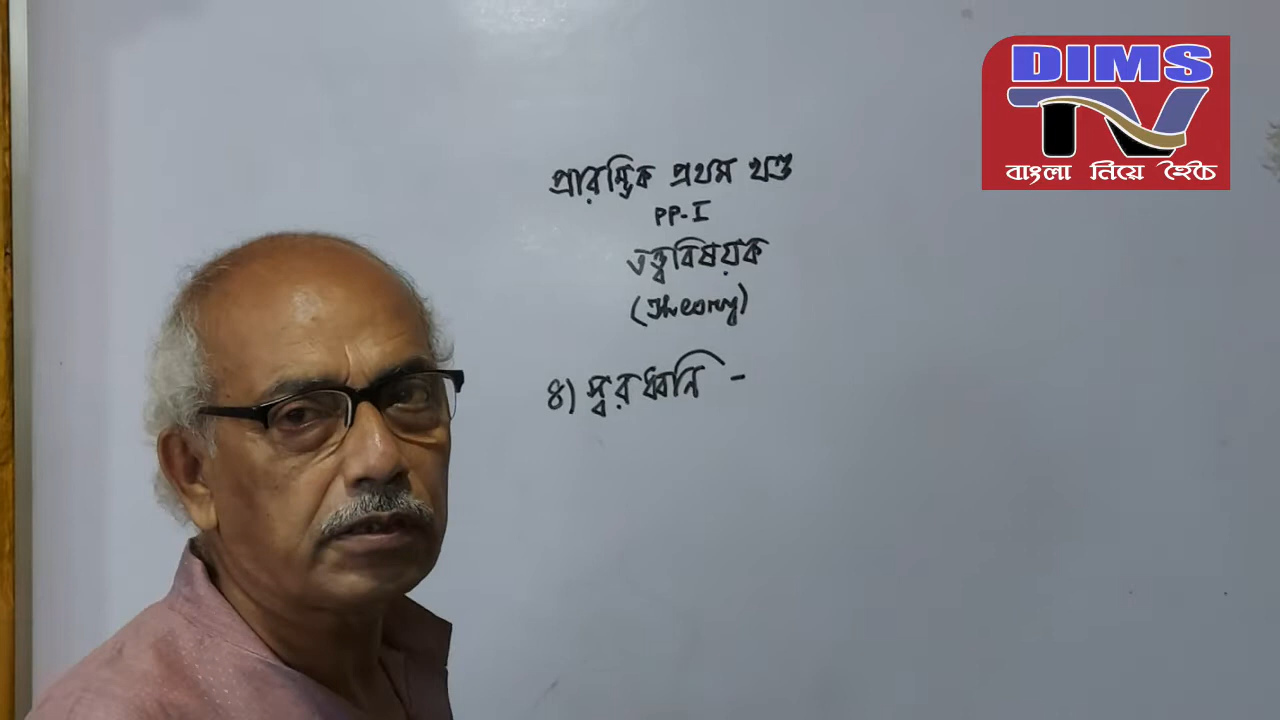 প্রারম্ভিক প্রথম খণ্ড
PP-I
তত্ত্ববিষয়ক
(Theory)
৪) স্বরধ্বনি -
DIMS
TV
বাংলা নিয়ে হৈচৈ